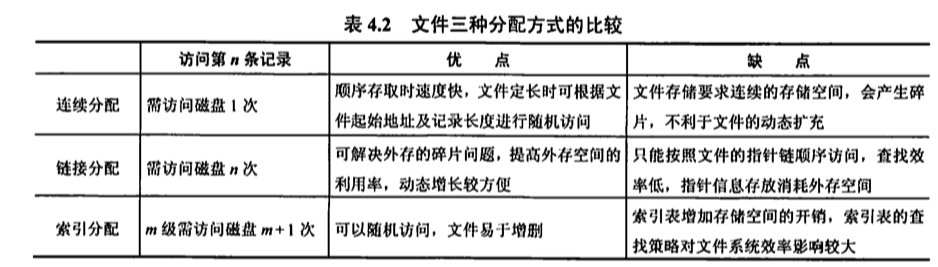 表 4.2 文件三种分配方式的比较
访问第 n 条记录 优 点 缺 点
连续分配 需访问磁盘 1 次 顺序存取时速度快，文件定长时可根据文件起始地址及记录长度进行随机访问 文件存储要求连续的存储空间，会产生碎片，不利于文件的动态扩充
链接分配 需访问磁盘 n 次 可解决外存的碎片问题，提高外存空间的利用率，动态增长较方便 只能按照文件的指针链顺序访问，查找效率低，指针信息存放消耗外存空间
索引分配 m 级需访问磁盘 m+1 次 可以随机访问，文件易于增删 索引表增加存储空间的开销，索引表的查找策略对文件系统效率影响较大